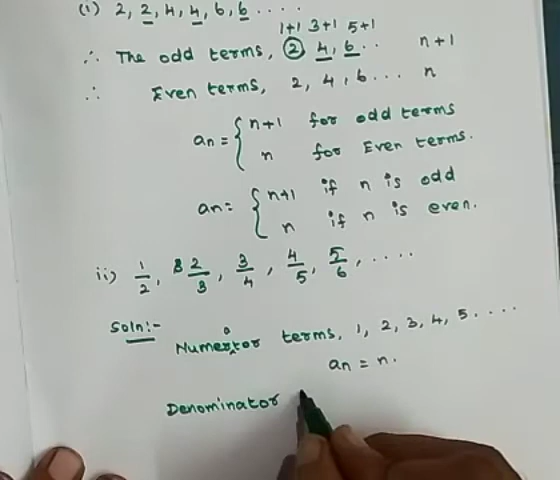 (i) 2, 2, 4, 4, 6, 6 ....
1+1 3+1 5+1
∴ The odd terms, 2 4, 6.. n+1
∴ Even terms, 2, 4, 6... n
an = { n+1 for odd terms
n for Even terms.
an = { n+1 if n is odd
n if n is even.
ii) 1/2, 2/3, 3/4, 4/5, 5/6, ....
Soln:-
Numerator terms, 1, 2, 3, 4, 5....
an = n.
Denominator